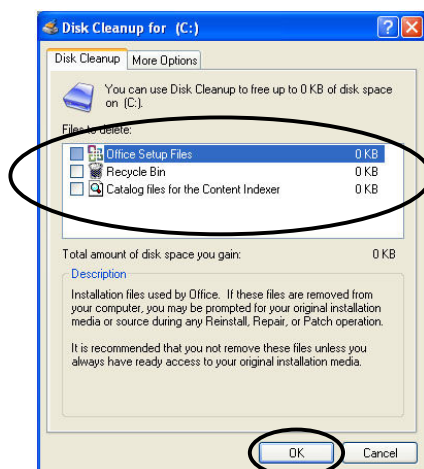 Disk Cleanup for (C:)
Disk Cleanup More Options
You can use Disk Cleanup to free up to 0 KB of disk space
on (C:).
Files to delete:
Office Setup Files 0 KB
Recycle Bin 0 KB
Catalog files for the Content Indexer 0 KB
Total amount of disk space you gain: 0 KB
Description
Installation files used by Office. If these files are removed from
your computer, you may be prompted for your original installation
media or source during any Reinstall, Repair, or Patch operation.
It is recommended that you not remove these files unless you
always have ready access to your original installation media.
OK Cancel